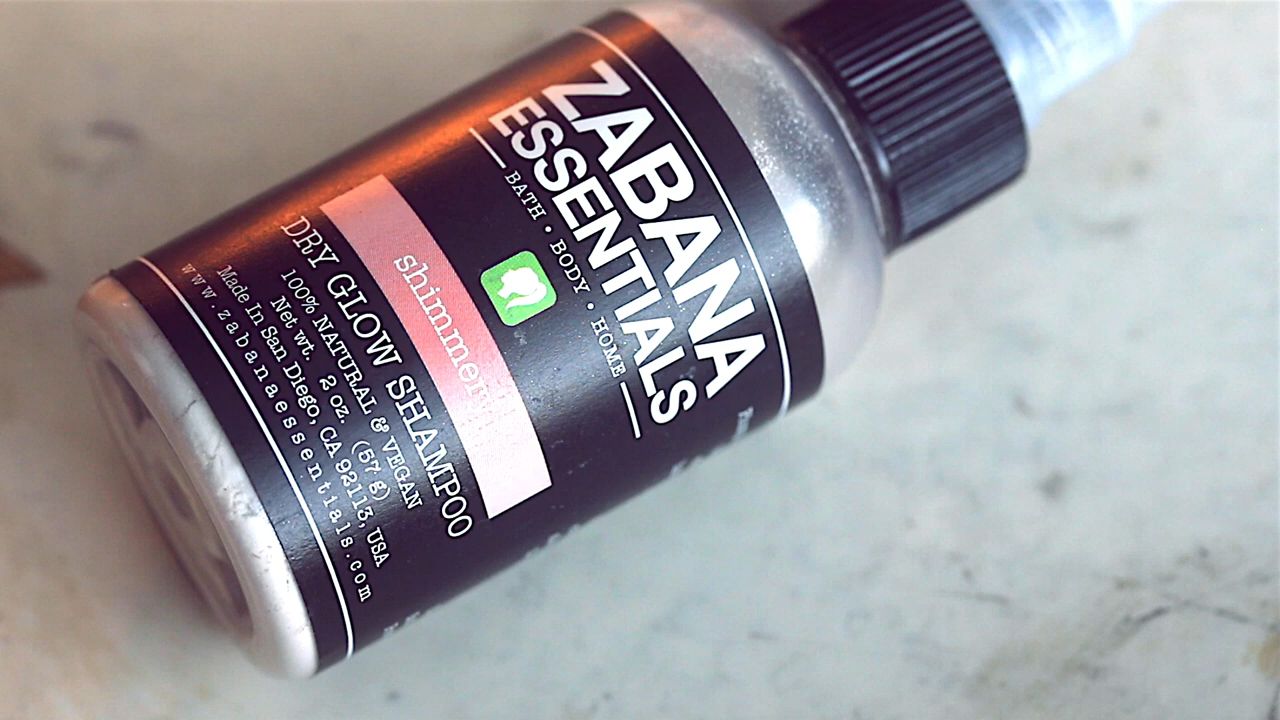 ZABANA
ESSENTIALS
BATH • BODY • HOME
DRY GLOW SHAMPOO
100% NATURAL & VEGAN
Net wt. 2 oz. (57 g)
Made In San Diego, CA 92113, USA
www.zabanaessentials.com